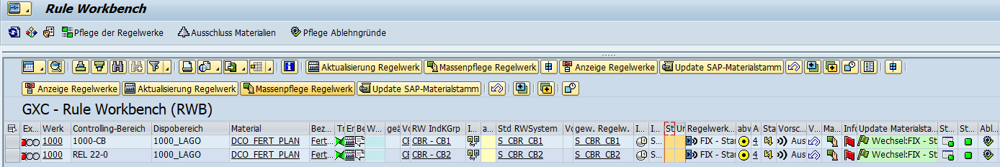 Rule Workbench
Pflege der Regelwerke Ausschluss Materialien Pflege Ablehngründe
Aktualisierung Regelwerk Massenpflege Regelwerk Anzeige Regelwerke Update SAP-Materialstamm
Anzeige Regelwerke Aktualisierung Regelwerk Massenpflege Regelwerk Update SAP-Materialstamm
GXC - Rule Workbench (RWB)
Ex... Werk Controlling-Bereich Dispobereich Material Bez... Tr Er Be W... geä Vo RW IndKGrp I... a... Std RWSystem Vo gew. Regelw. I... I... St Ur Regelwerk... abw A Sta Vorsc... V... Ma... Info Update Materialsta... St... St... Abl...
1000 1000-CB 1000_LAGO DCO_FERT_PLAN Fert... CE CBR - CB1 S_CBR_CB1 S_CBR_CB1 S... FIX - Star 4 Aus Wechsel:FIX - St
1000 REL 22-0 1000_LAGO DCO_FERT_PLAN Fert... CE CBR - CB2 S_CBR_CB2 S_CBR_CB2 S... FIX - Star 4 Aus Wechsel:FIX - St